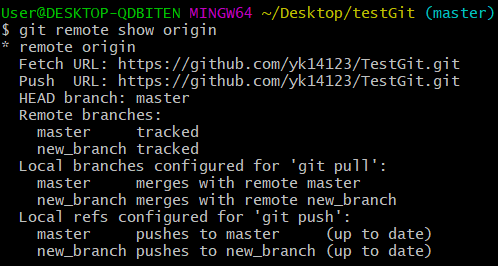 User@DESKTOP-QDBITEN MINGW64 ~/Desktop/testGit (master)
$ git remote show origin
* remote origin
  Fetch URL: https://github.com/yk14123/TestGit.git
  Push  URL: https://github.com/yk14123/TestGit.git
  HEAD branch: master
  Remote branches:
    master     tracked
    new_branch tracked
  Local branches configured for 'git pull':
    master     merges with remote master
    new_branch merges with remote new_branch
  Local refs configured for 'git push':
    master     pushes to master     (up to date)
    new_branch pushes to new_branch (up to date)